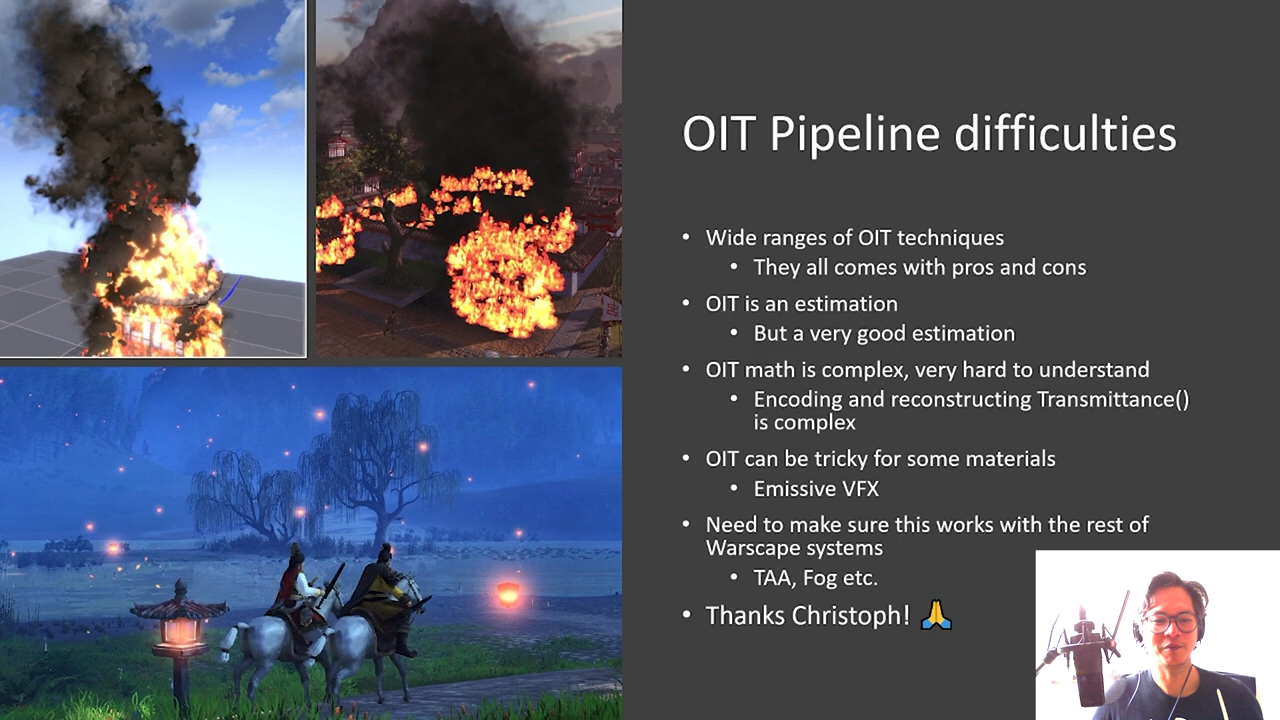 OIT Pipeline difficulties
• Wide ranges of OIT techniques
• They all comes with pros and cons
• OIT is an estimation
• But a very good estimation
• OIT math is complex, very hard to understand
• Encoding and reconstructing Transmittance()
is complex
• OIT can be tricky for some materials
• Emissive VFX
• Need to make sure this works with the rest of
Warscape systems
• TAA, Fog etc.
• Thanks Christoph! 🙏